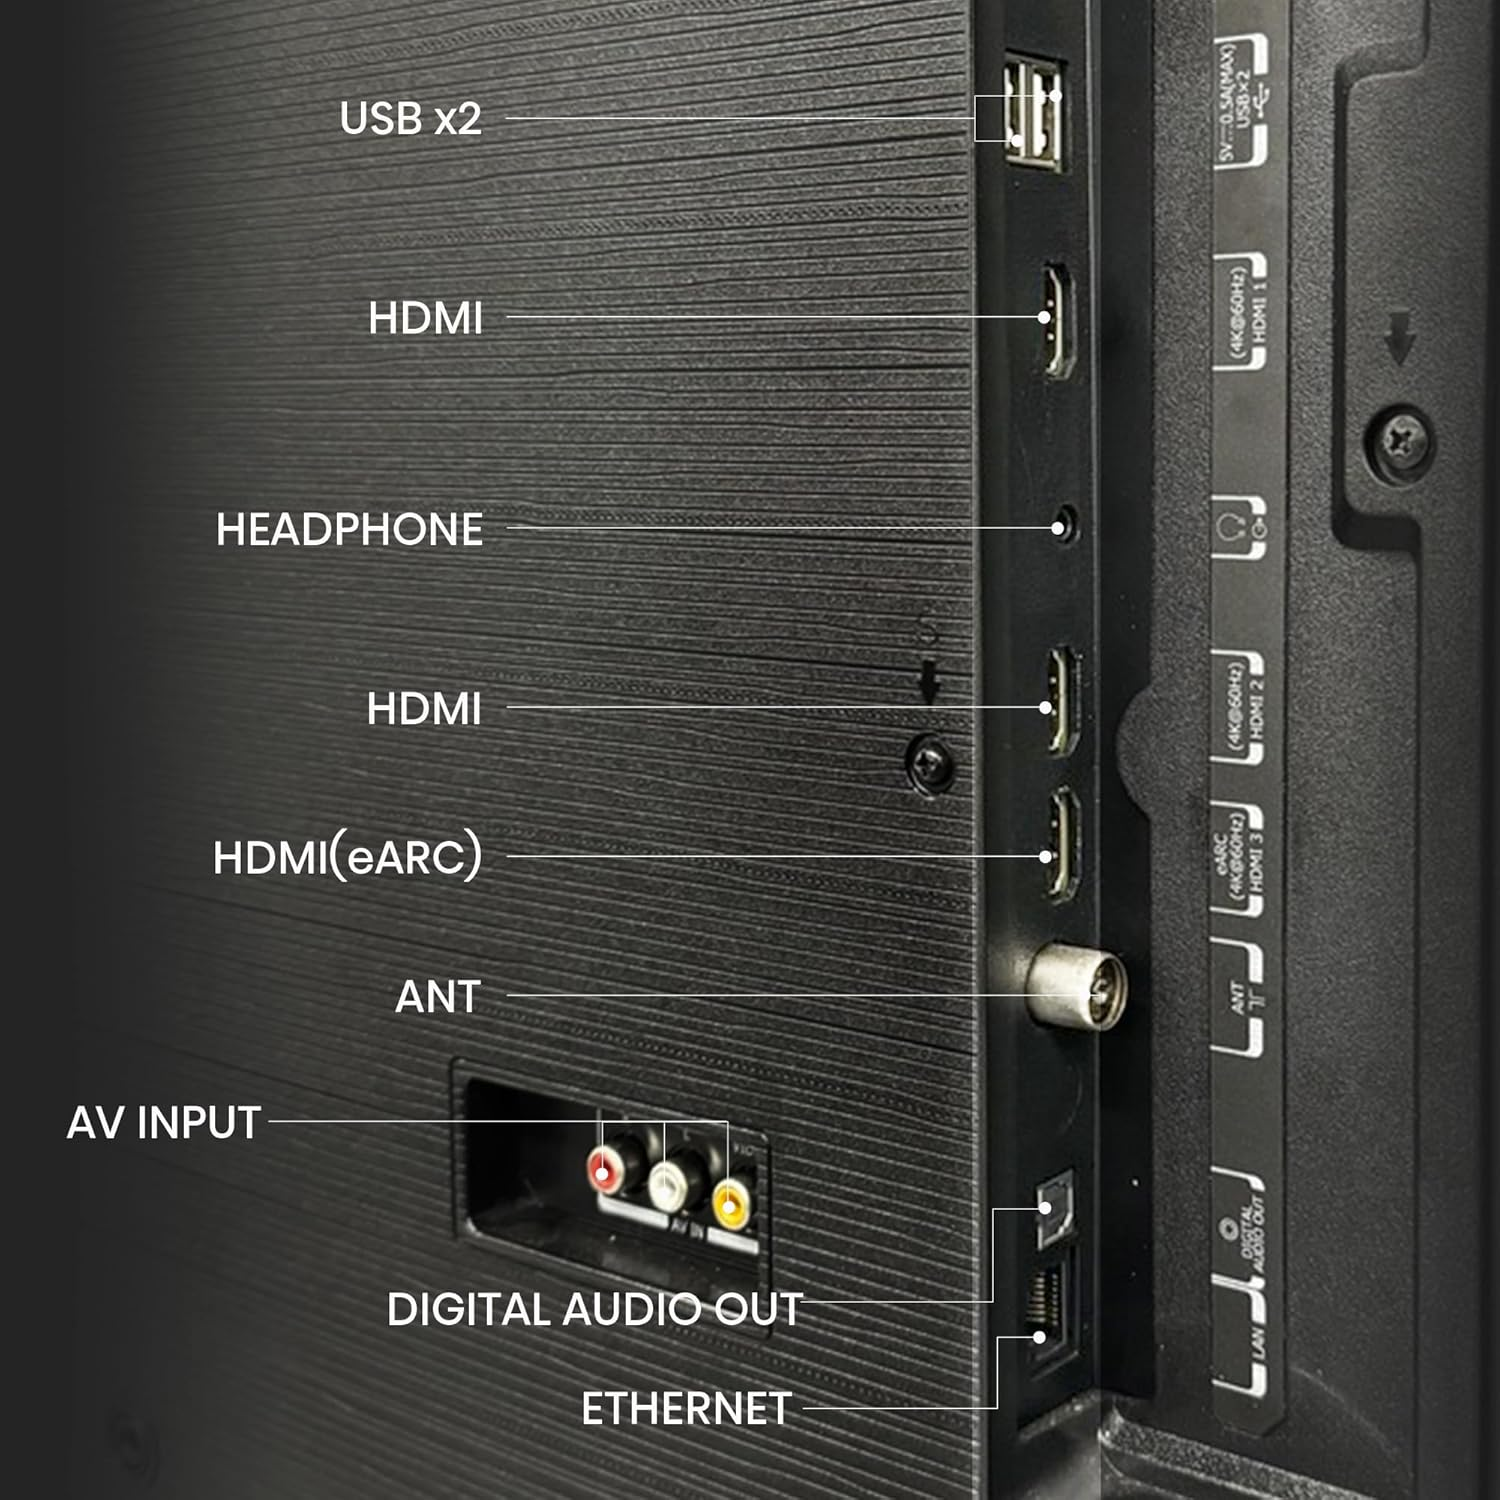 USB x2
5V⎓0.5A(MAX)
USB×2
HDMI
(4K@60Hz)
HDMI 1
HEADPHONE
HDMI
(4K@60Hz)
HDMI 2
HDMI(eARC)
eARC
(4K@60Hz)
HDMI 3
ANT
ANT
AV INPUT
AV IN
DIGITAL
AUDIO OUT
DIGITAL AUDIO OUT
LAN
ETHERNET